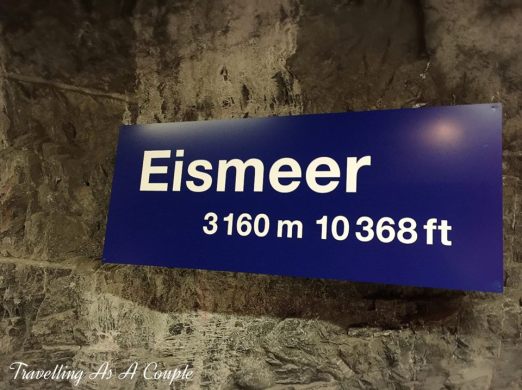 Eismeer
3160 m 10368 ft
Travelling As A Couple